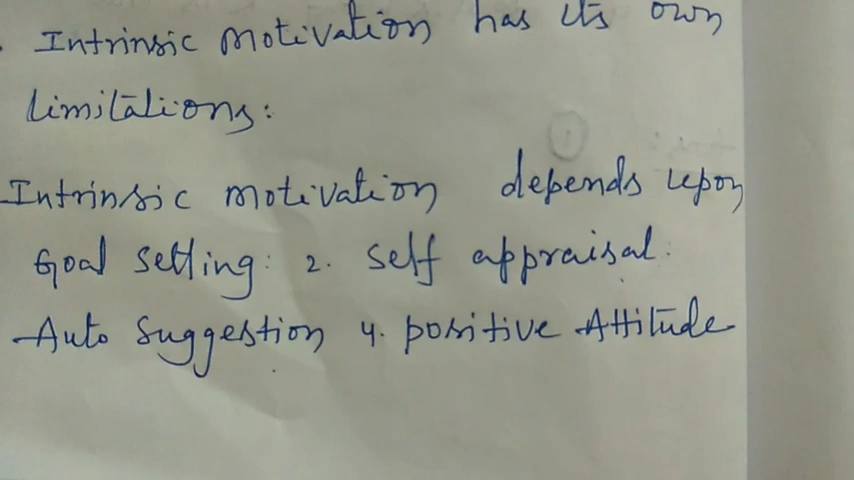 . Intrinsic motivation has its own
limitations:
Intrinsic motivation depends upon
Goal setting: 2. self appraisal.
Auto Suggestion 4. positive Attitude